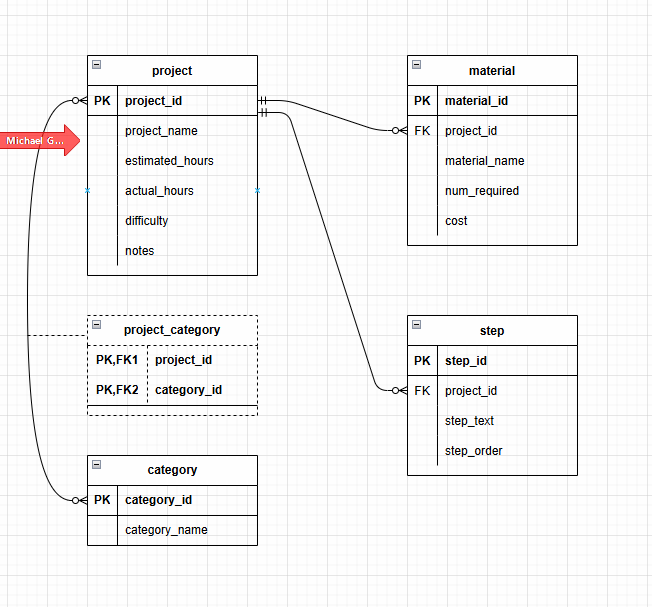 project
PK project_id
project_name
estimated_hours
actual_hours
difficulty
notes
Michael G...
material
PK material_id
FK project_id
material_name
num_required
cost
project_category
PK,FK1 project_id
PK,FK2 category_id
step
PK step_id
FK project_id
step_text
step_order
category
PK category_id
category_name